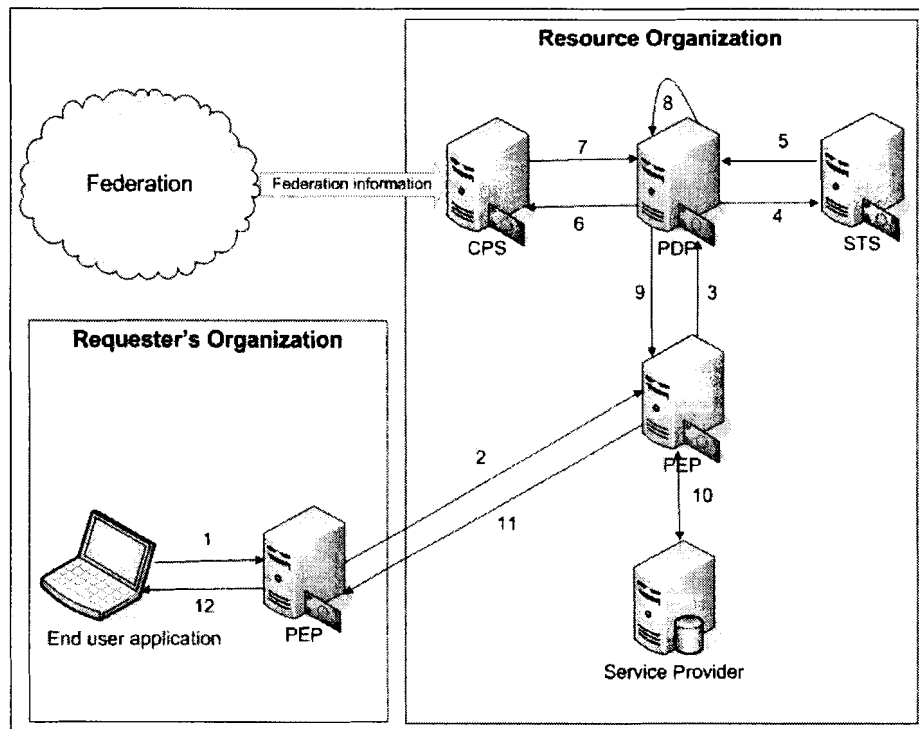 Resource Organization
8
7
5
Federation
Federation information
6
4
CPS
PDP
STS
9
3
Requester's Organization
2
PEP
10
11
1
12
PEP
End user application
Service Provider